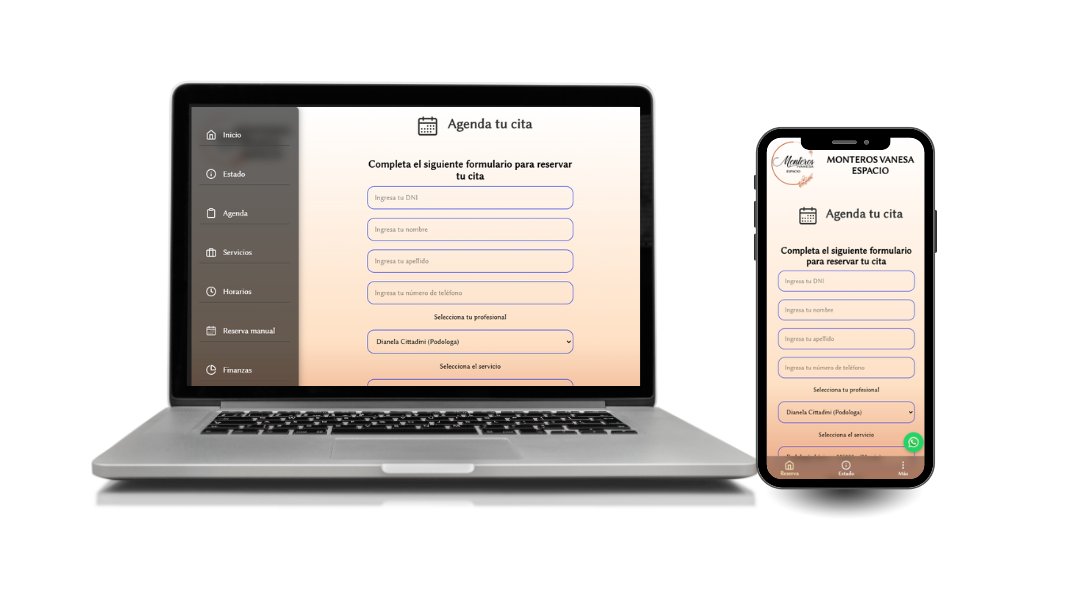 Inicio
Estado
Agenda
Servicios
Horarios
Reserva manual
Finanzas
Agenda tu cita
Completa el siguiente formulario para reservar
tu cita
Ingresa tu DNI
Ingresa tu nombre
Ingresa tu apellido
Ingresa tu número de teléfono
Selecciona tu profesional
Dianela Cittadini (Podologa)
Selecciona el servicio
Monteros
ESPACIO
MONTEROS VANESA
ESPACIO
Agenda tu cita
Completa el siguiente formulario
para reservar tu cita
Ingresa tu DNI
Ingresa tu nombre
Ingresa tu apellido
Ingresa tu número de teléfono
Selecciona tu profesional
Dianela Cittadini (Podologa)
Selecciona el servicio
Reserva
Estado
Más